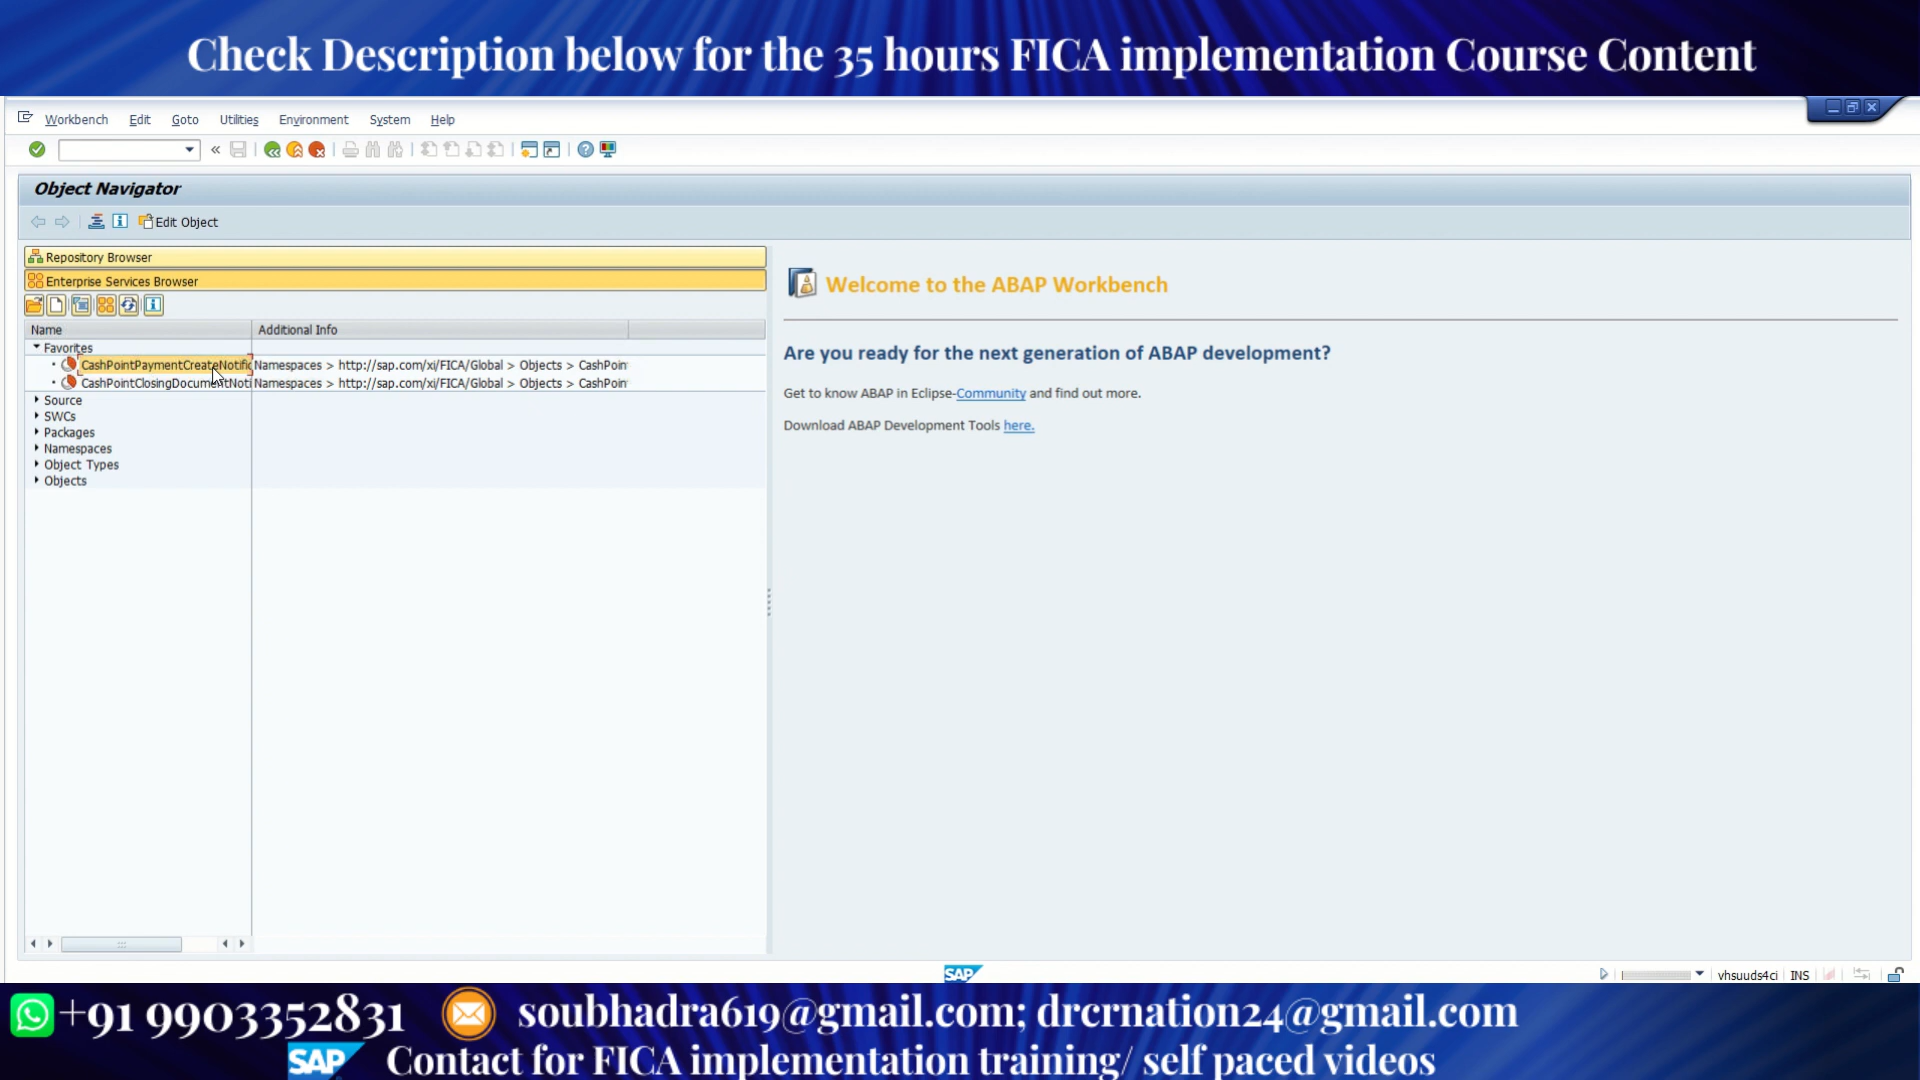 Check Description below for the 35 hours FICA implementation Course Content
Workbench Edit Goto Utilities Environment System Help
Object Navigator
Edit Object
Repository Browser
Enterprise Services Browser
Name Additional Info
Favorites
CashPointPaymentCreateNotific Namespaces > http://sap.com/xi/FICA/Global > Objects > CashPoin
CashPointClosingDocumentNoti Namespaces > http://sap.com/xi/FICA/Global > Objects > CashPoin
Source
SWCs
Packages
Namespaces
Object Types
Objects
Welcome to the ABAP Workbench
Are you ready for the next generation of ABAP development?
Get to know ABAP in Eclipse-Community and find out more.
Download ABAP Development Tools here.
SAP
vhsuuds4ci INS
+91 9903352831 soubhadra619@gmail.com; drcrnation24@gmail.com
SAP Contact for FICA implementation training/ self paced videos